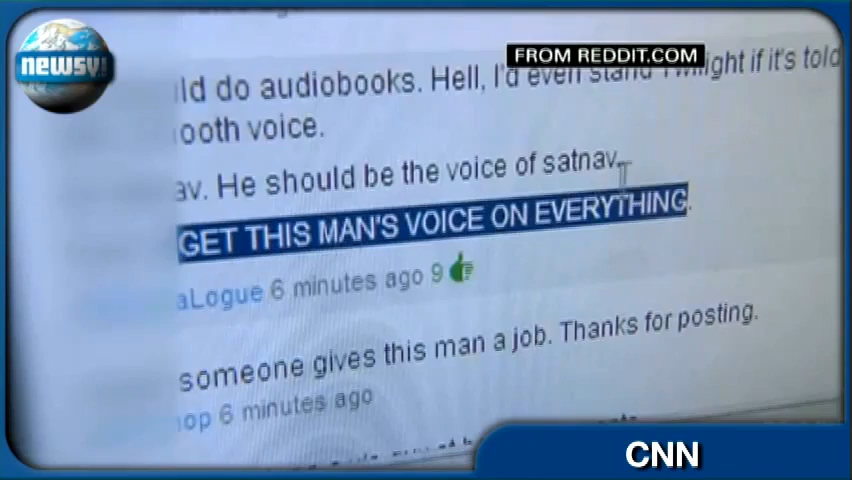 newsy
FROM REDDIT.COM
ld do audiobooks. Hell, I'd even stand Twilight if it's told
ooth voice.
av. He should be the voice of satnav.
GET THIS MAN'S VOICE ON EVERYTHING.
aLogue 6 minutes ago 9
someone gives this man a job. Thanks for posting.
op 6 minutes ago
CNN